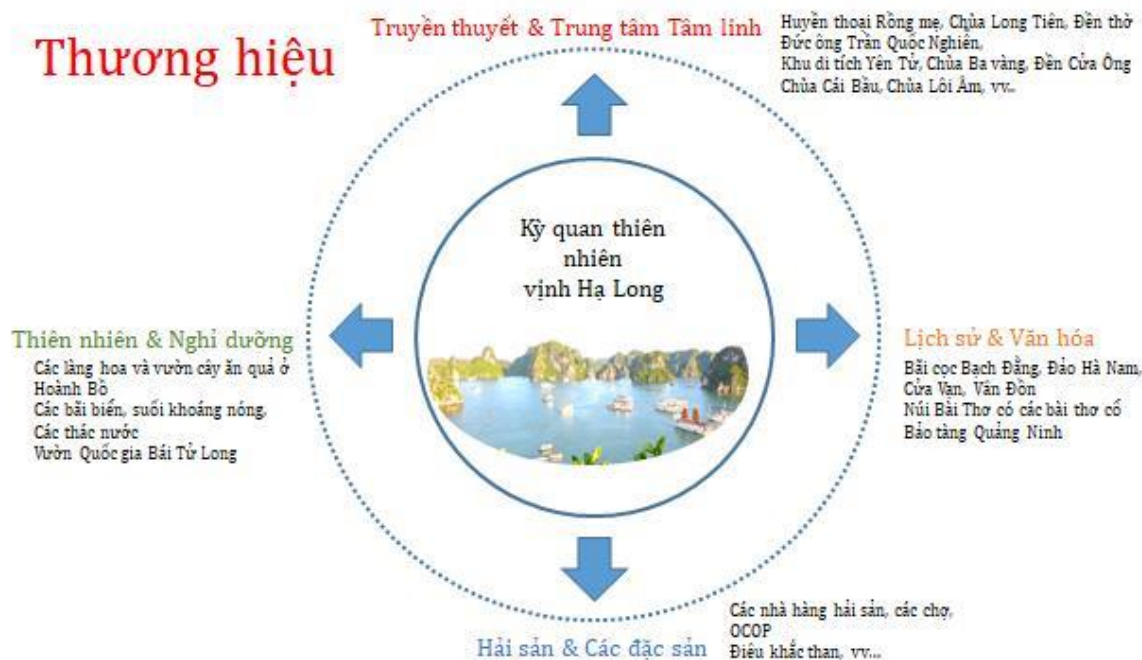 Thương hiệu
Truyền thuyết & Trung tâm Tâm linh
Huyền thoại Rồng mẹ, Chùa Long Tiên, Đền thờ
Đức ông Trần Quốc Nghiên,
Khu di tích Yên Tử, Chùa Ba vàng, Đền Cửa Ông
Chùa Cái Bầu, Chùa Lôi Âm, vv...
Kỳ quan thiên
nhiên
vịnh Hạ Long
Thiên nhiên & Nghỉ dưỡng
Các làng hoa và vườn cây ăn quả ở
Hoành Bồ
Các bãi biển, suối khoáng nóng,
Các thác nước
Vườn Quốc gia Bái Tử Long
Lịch sử & Văn hóa
Bãi cọc Bạch Đằng, Đảo Hà Nam,
Cửa Vạn, Vân Đồn
Núi Bài Thơ có các bài thơ cổ
Bảo tàng Quảng Ninh
Hải sản & Các đặc sản
Các nhà hàng hải sản, các chợ,
OCOP
Điêu khắc than, vv...